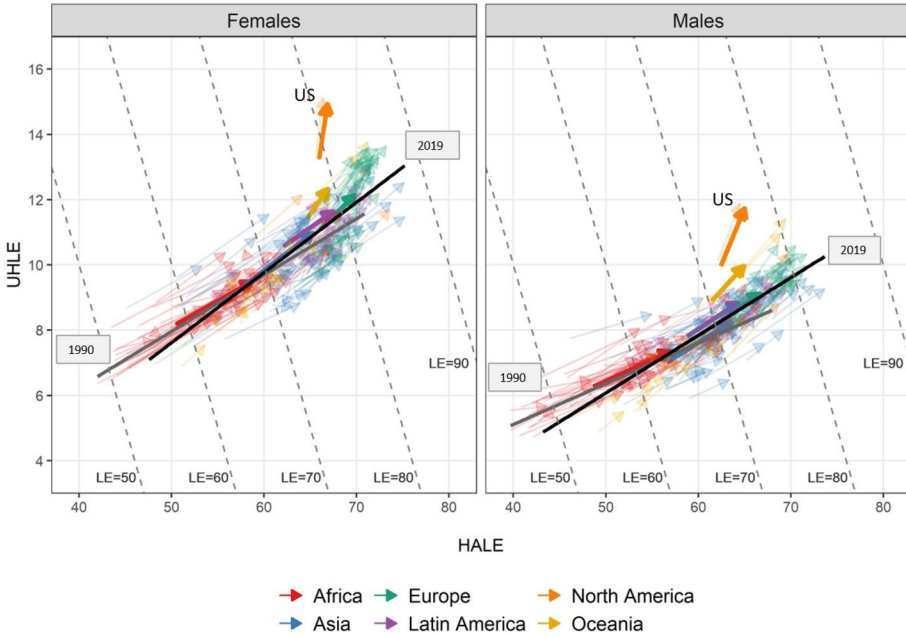 Females
Males
UHLE
16
14
12
10
8
6
4
US
2019
1990
LE=50
LE=60
LE=70
LE=80
LE=90
40
50
60
70
80
US
2019
1990
LE=50
LE=60
LE=70
LE=80
LE=90
40
50
60
70
80
HALE
Africa
Europe
North America
Asia
Latin America
Oceania